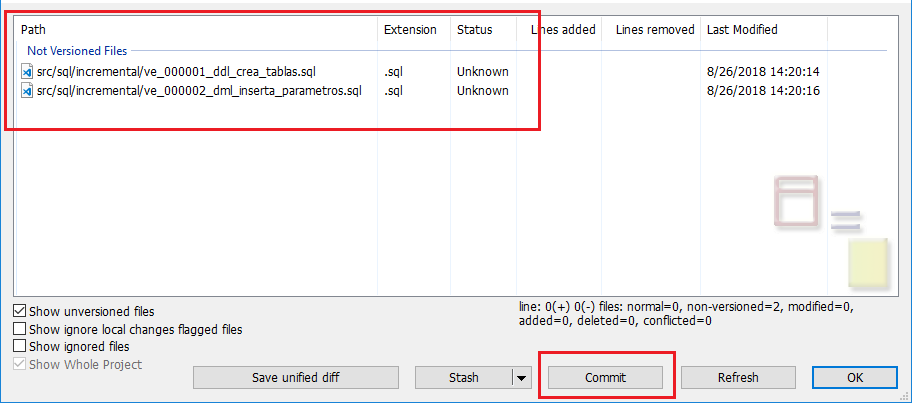 Path Extension Status Lines added Lines removed Last Modified
Not Versioned Files
src/sql/incremental/ve_000001_ddl_crea_tablas.sql .sql Unknown 8/26/2018 14:20:14
src/sql/incremental/ve_000002_dml_inserta_parametros.sql .sql Unknown 8/26/2018 14:20:16
Show unversioned files
Show ignore local changes flagged files
Show ignored files
Show Whole Project
line: 0(+) 0(-) files: normal=0, non-versioned=2, modified=0,
added=0, deleted=0, conflicted=0
Save unified diff Stash Commit Refresh OK